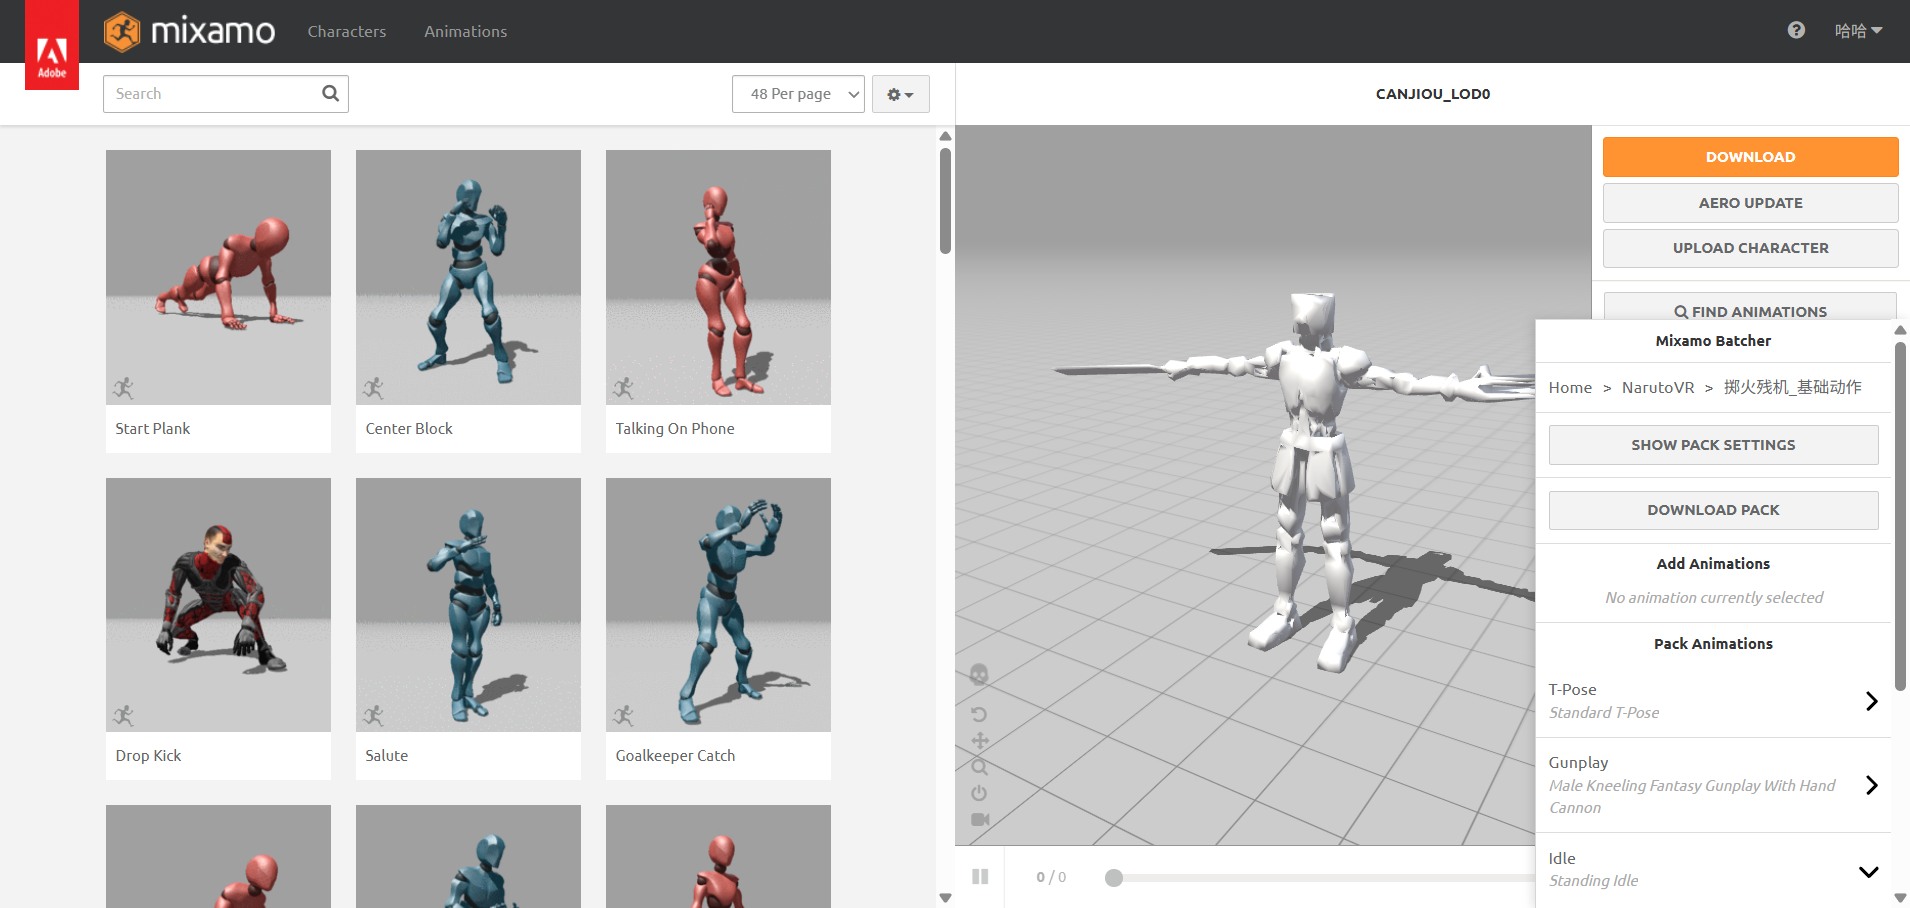 Adobe
mixamo
Characters
Animations
?
哈哈
Search
48 Per page
CANJIOU_LOD0
Start Plank
Center Block
Talking On Phone
Drop Kick
Salute
Goalkeeper Catch
0 / 0
DOWNLOAD
AERO UPDATE
UPLOAD CHARACTER
FIND ANIMATIONS
Mixamo Batcher
Home > NarutoVR > 掷火残机_基础动作
SHOW PACK SETTINGS
DOWNLOAD PACK
Add Animations
No animation currently selected
Pack Animations
T-Pose
Standard T-Pose
Gunplay
Male Kneeling Fantasy Gunplay With Hand
Cannon
Idle
Standing Idle